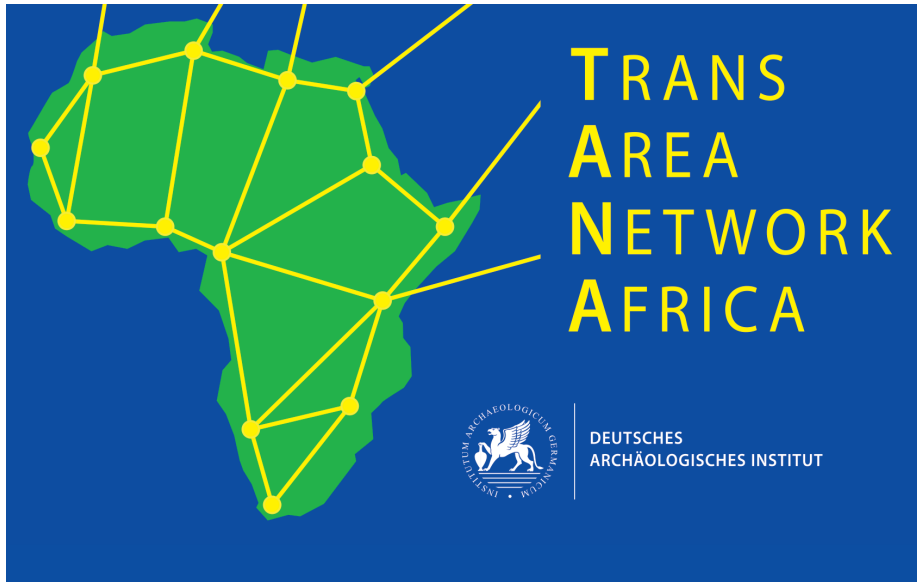 TRANS
AREA
NETWORK
AFRICA
INSTITUTUM ARCHAEOLOGICUM GERMANICUM
DEUTSCHES
ARCHÄOLOGISCHES INSTITUT